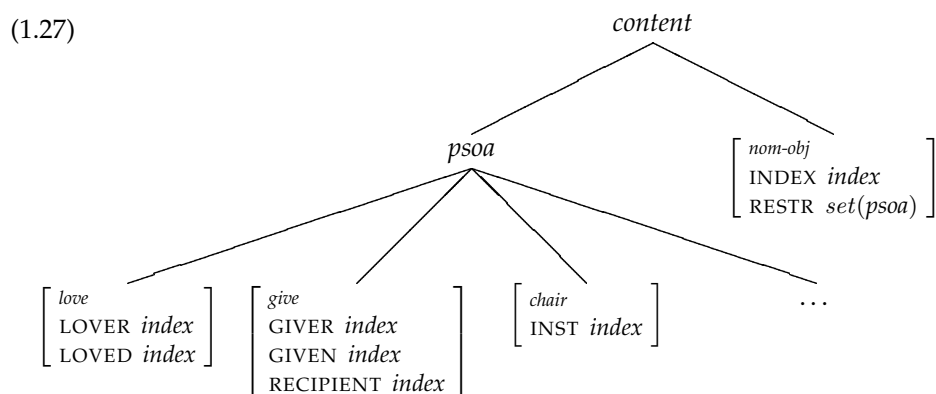 (1.27)
content
psoa
nom-obj
INDEX index
RESTR set(psoa)
love
LOVER index
LOVED index
give
GIVER index
GIVEN index
RECIPIENT index
chair
INST index
...